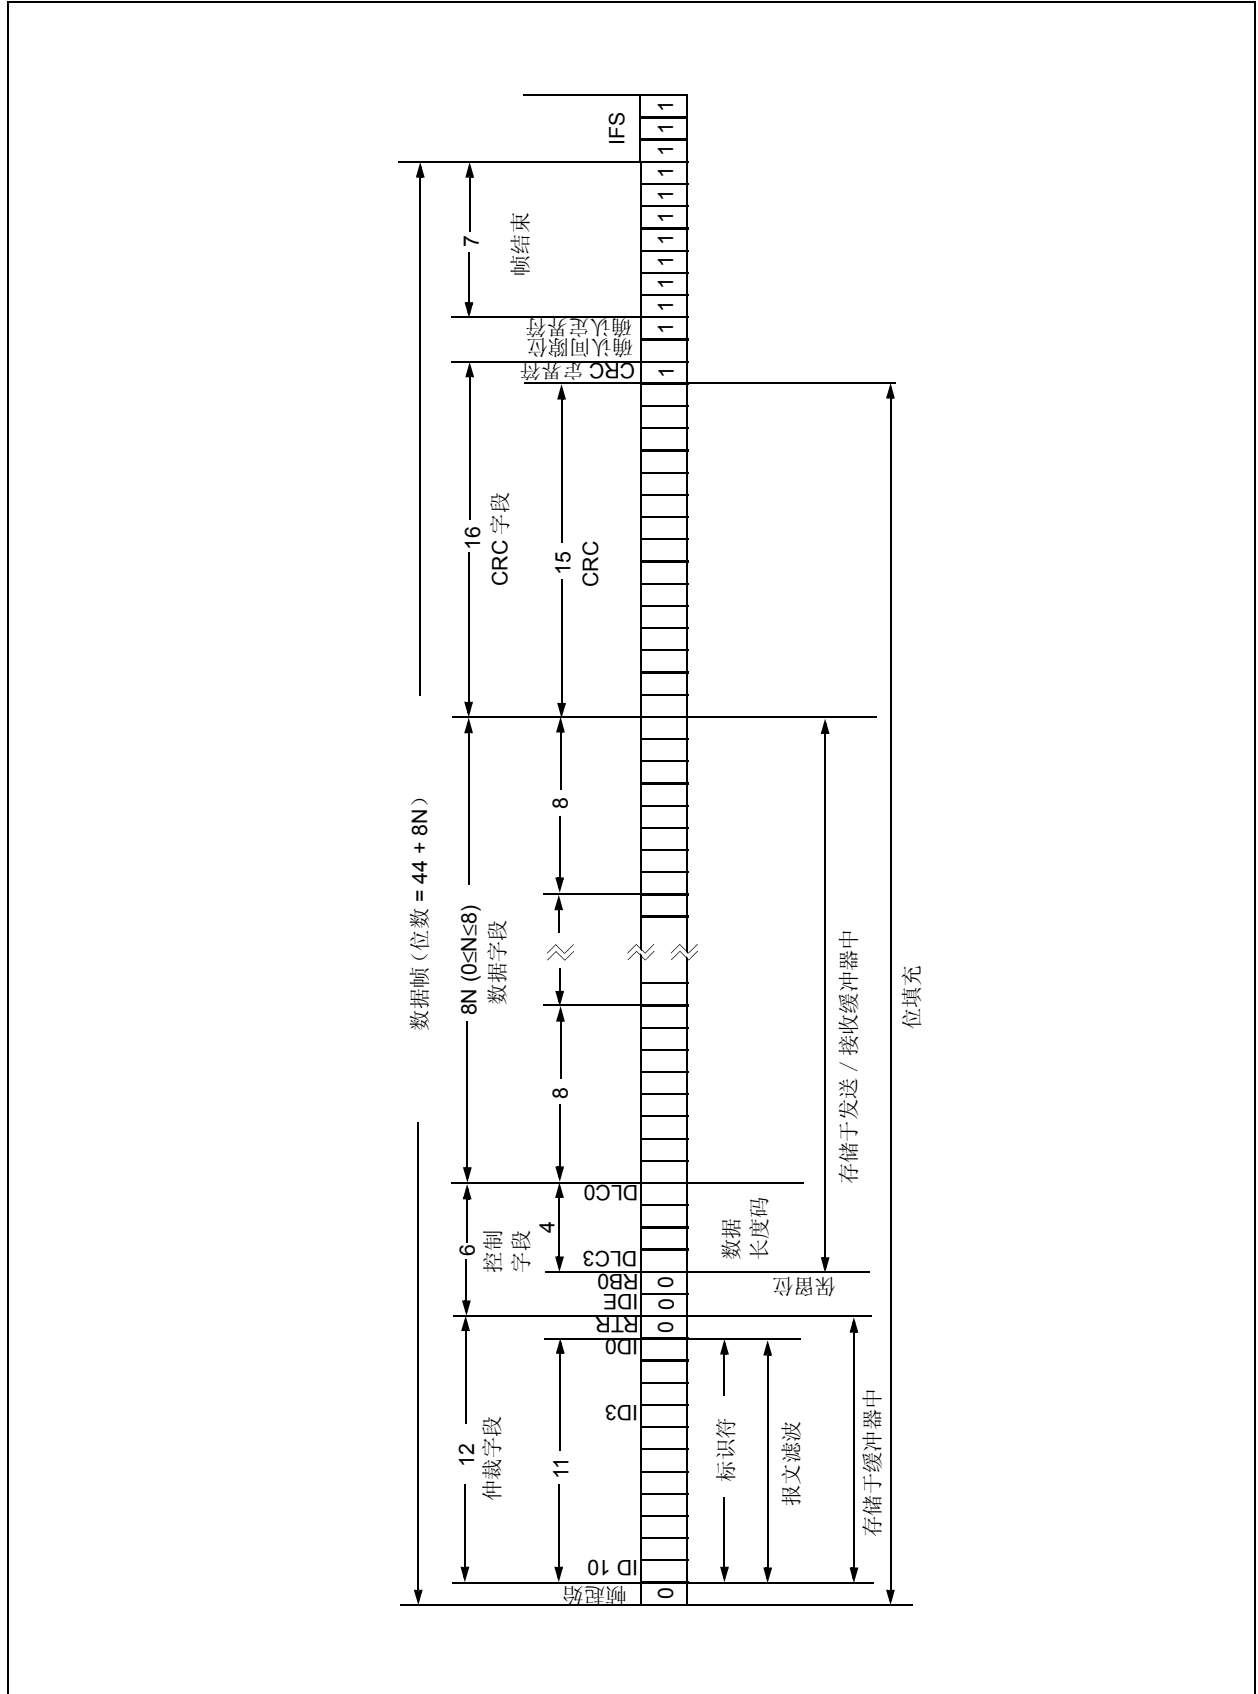 数据帧（位数 = 44 + 8N）
12
仲裁字段
6
控制
字段
8N (0≤N≤8)
数据字段
16
CRC 字段
7
帧结束
IFS
11
4
8
8
15
CRC
帧起始
ID 10
ID3
ID0
RTR
IDE
RB0
DLC3
DLC0
CRC 定界符
确认间隙位
确认定界符
0
0
0
0
1
1
1
1
1
1
1
1
1
1
1
1
标识符
报文滤波
存储于缓冲器中
保留位
数据
长度码
存储于发送 / 接收缓冲器中
位填充